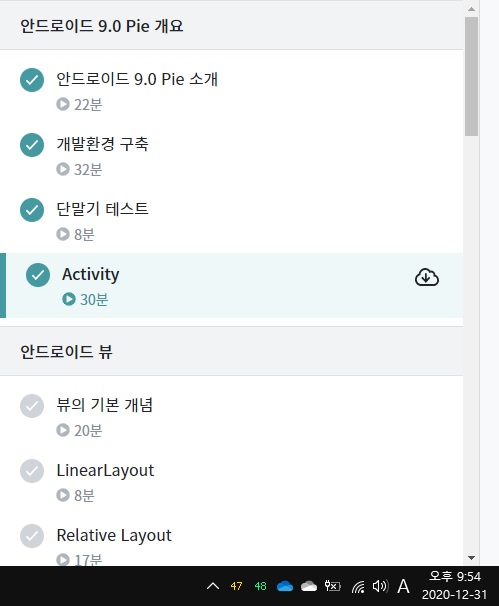 안드로이드 9.0 Pie 개요
안드로이드 9.0 Pie 소개
22분
개발환경 구축
32분
단말기 테스트
8분
Activity
30분
안드로이드 뷰
뷰의 기본 개념
20분
LinearLayout
8분
Relative Layout
17분
47 48 A 오후 9:54
2020-12-31